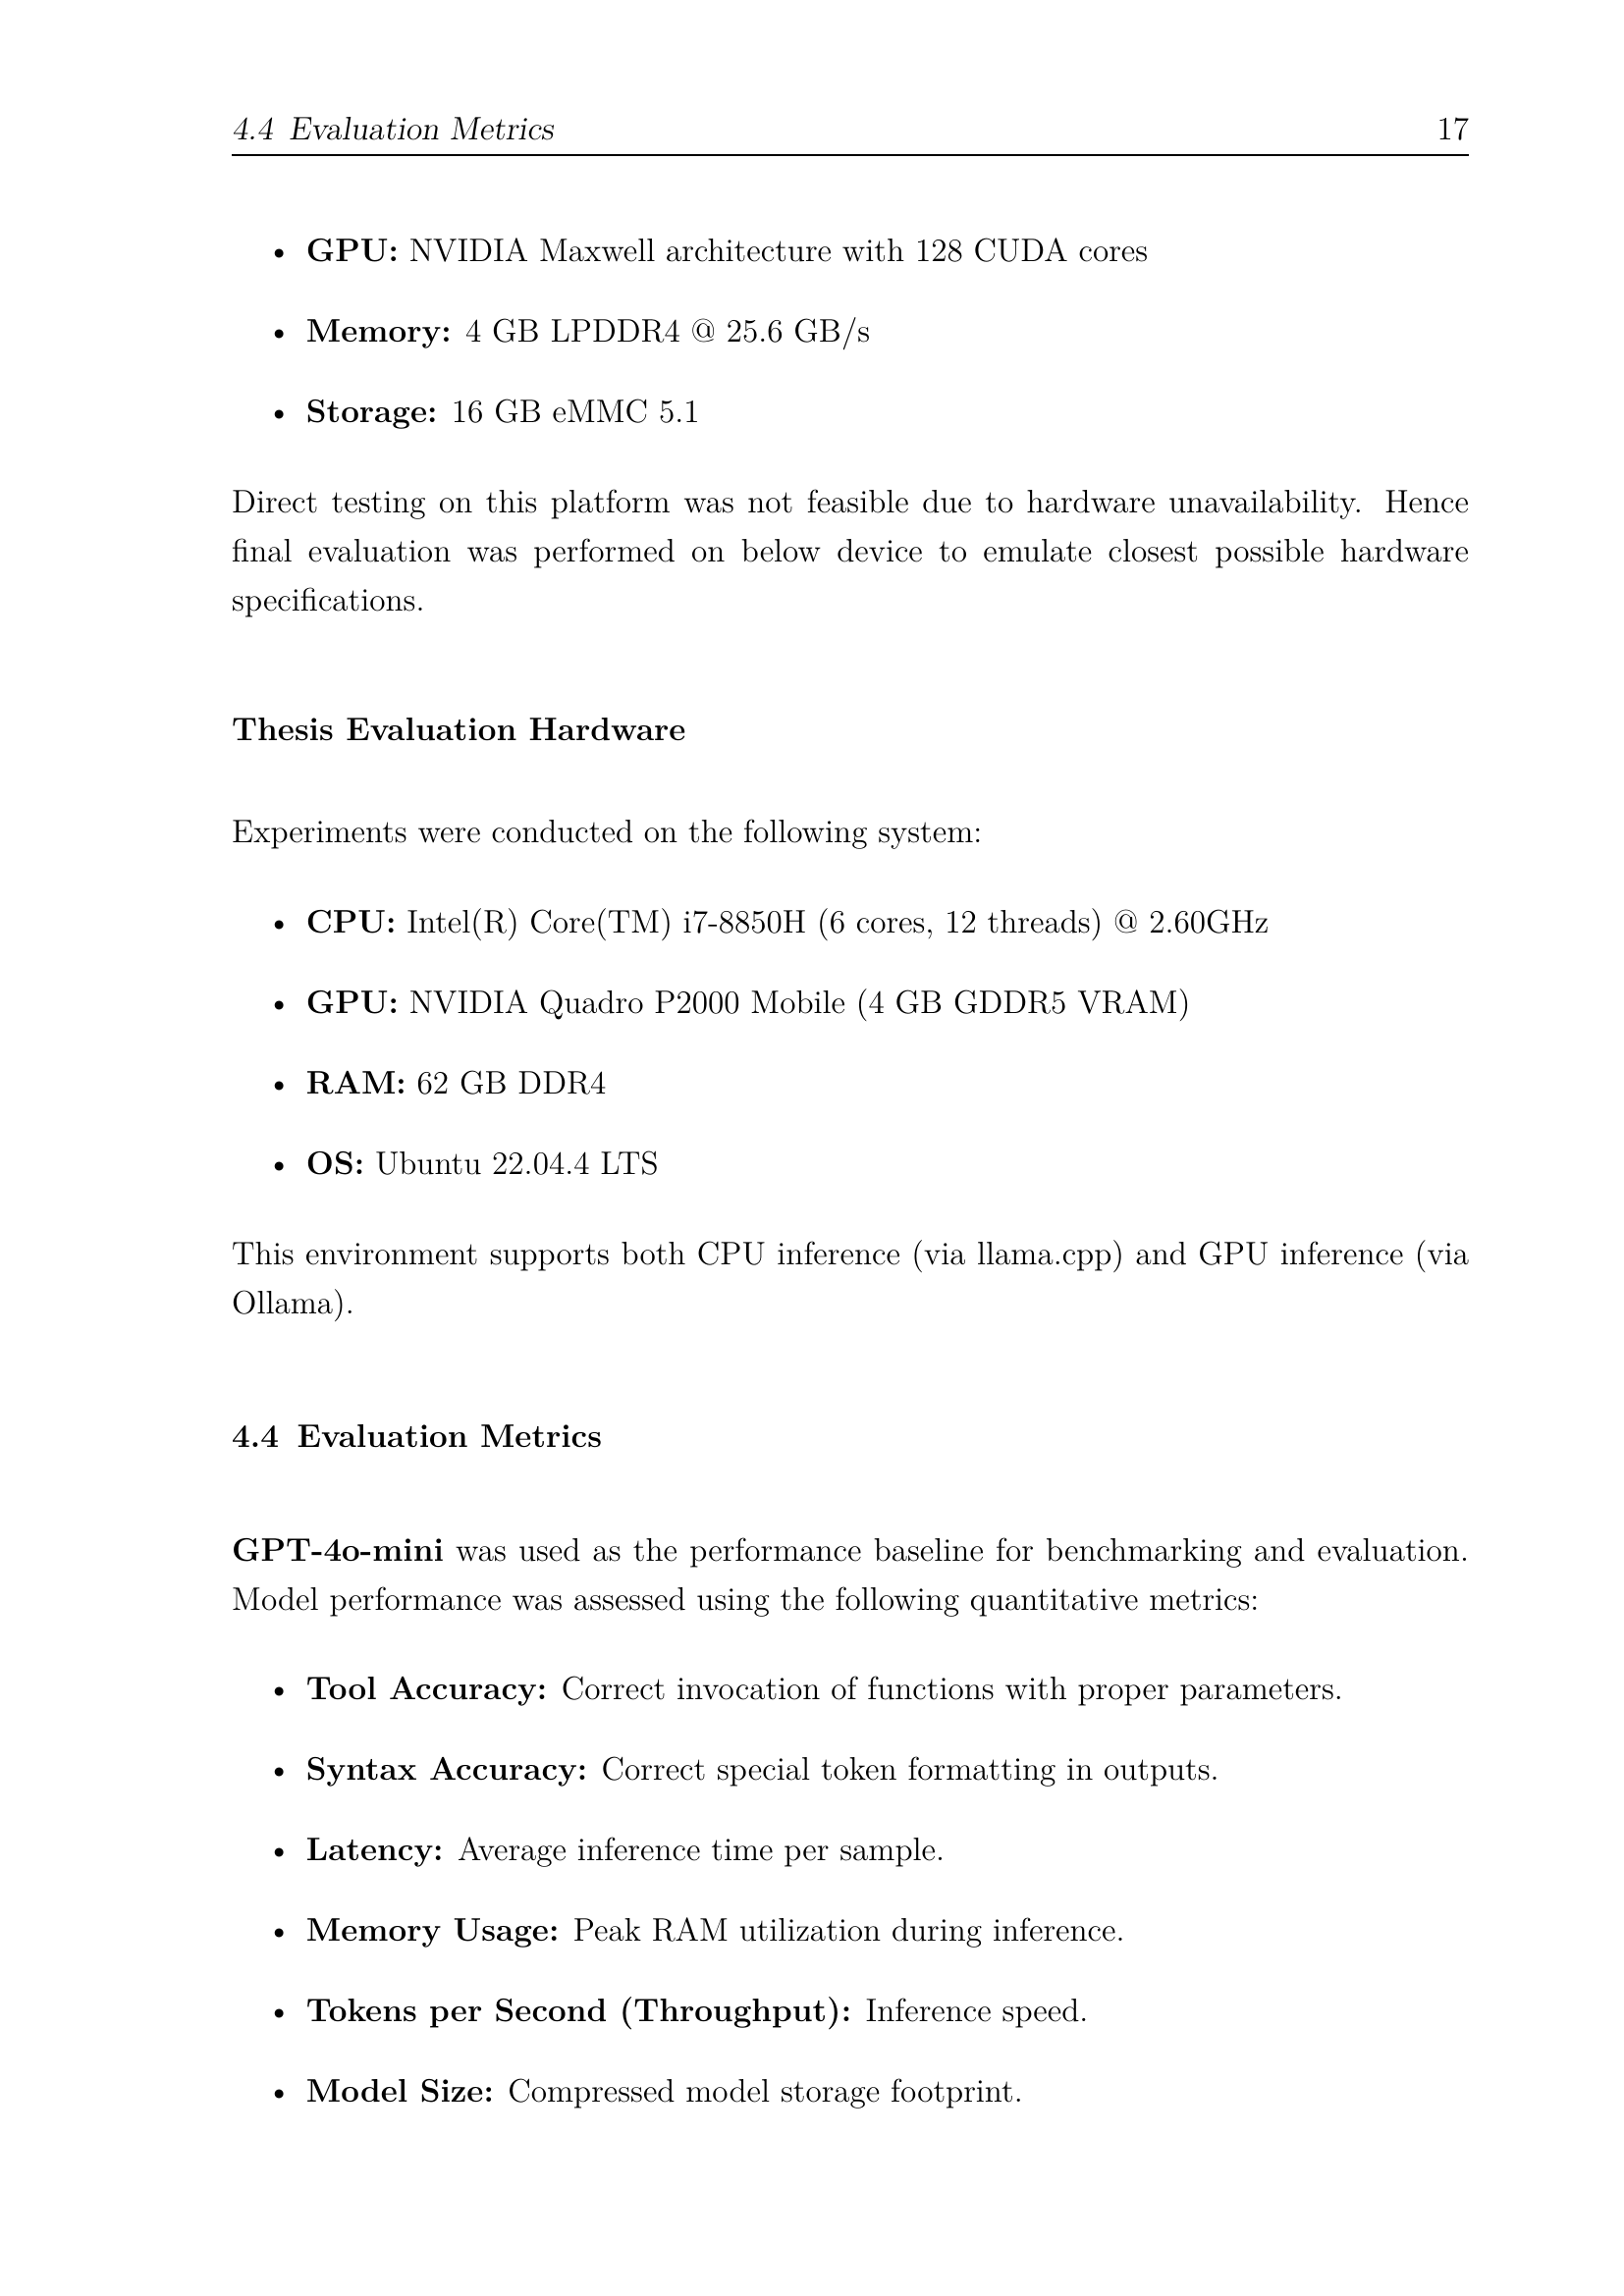 4.4 Evaluation Metrics 17
• GPU: NVIDIA Maxwell architecture with 128 CUDA cores
• Memory: 4 GB LPDDR4 @ 25.6 GB/s
• Storage: 16 GB eMMC 5.1
Direct testing on this platform was not feasible due to hardware unavailability. Hence
final evaluation was performed on below device to emulate closest possible hardware
specifications.
Thesis Evaluation Hardware
Experiments were conducted on the following system:
• CPU: Intel(R) Core(TM) i7-8850H (6 cores, 12 threads) @ 2.60GHz
• GPU: NVIDIA Quadro P2000 Mobile (4 GB GDDR5 VRAM)
• RAM: 62 GB DDR4
• OS: Ubuntu 22.04.4 LTS
This environment supports both CPU inference (via llama.cpp) and GPU inference (via
Ollama).
4.4 Evaluation Metrics
GPT-4o-mini was used as the performance baseline for benchmarking and evaluation.
Model performance was assessed using the following quantitative metrics:
• Tool Accuracy: Correct invocation of functions with proper parameters.
• Syntax Accuracy: Correct special token formatting in outputs.
• Latency: Average inference time per sample.
• Memory Usage: Peak RAM utilization during inference.
• Tokens per Second (Throughput): Inference speed.
• Model Size: Compressed model storage footprint.